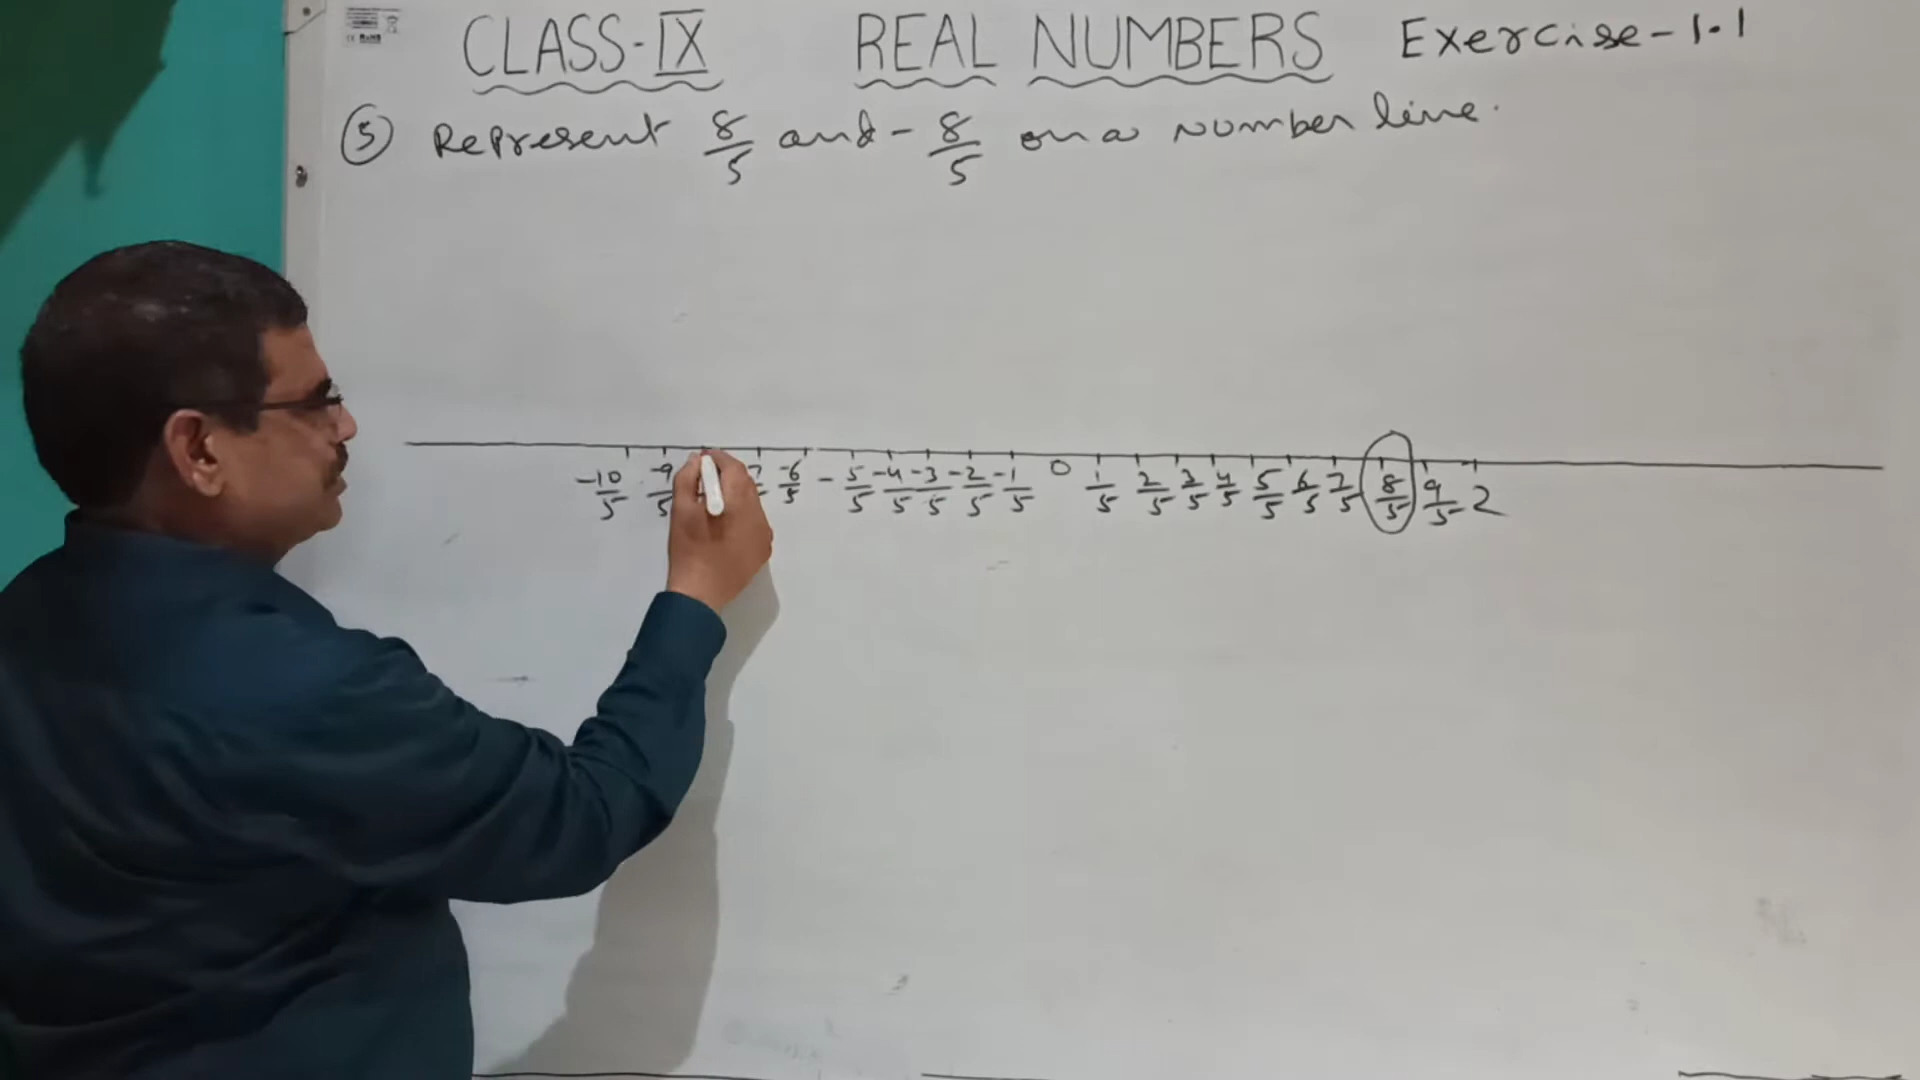 CLASS-IX REAL NUMBERS Exercise-1.1
⑤ Represent 8/5 and -8/5 on a number line.
-10/5 -9/5 -6/5 -5/5 -4/5 -3/5 -2/5 -1/5 0 1/5 2/5 3/5 4/5 5/5 6/5 7/5 8/5 9/5 2